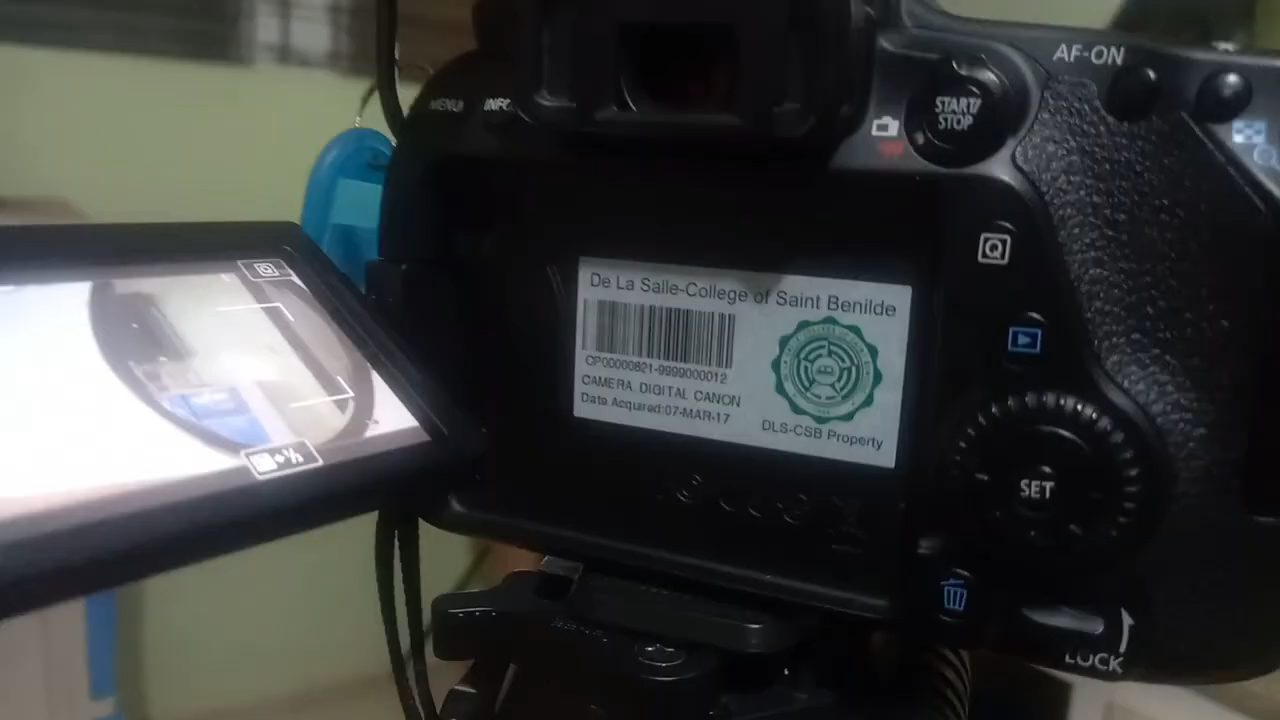 AF-ON
MENU INFO
START/
STOP
Q
Q
De La Salle-College of Saint Benilde
CP00000821-9999000012
CAMERA DIGITAL CANON
Date Acquired:07-MAR-17
DLS-CSB Property
SET
LOCK